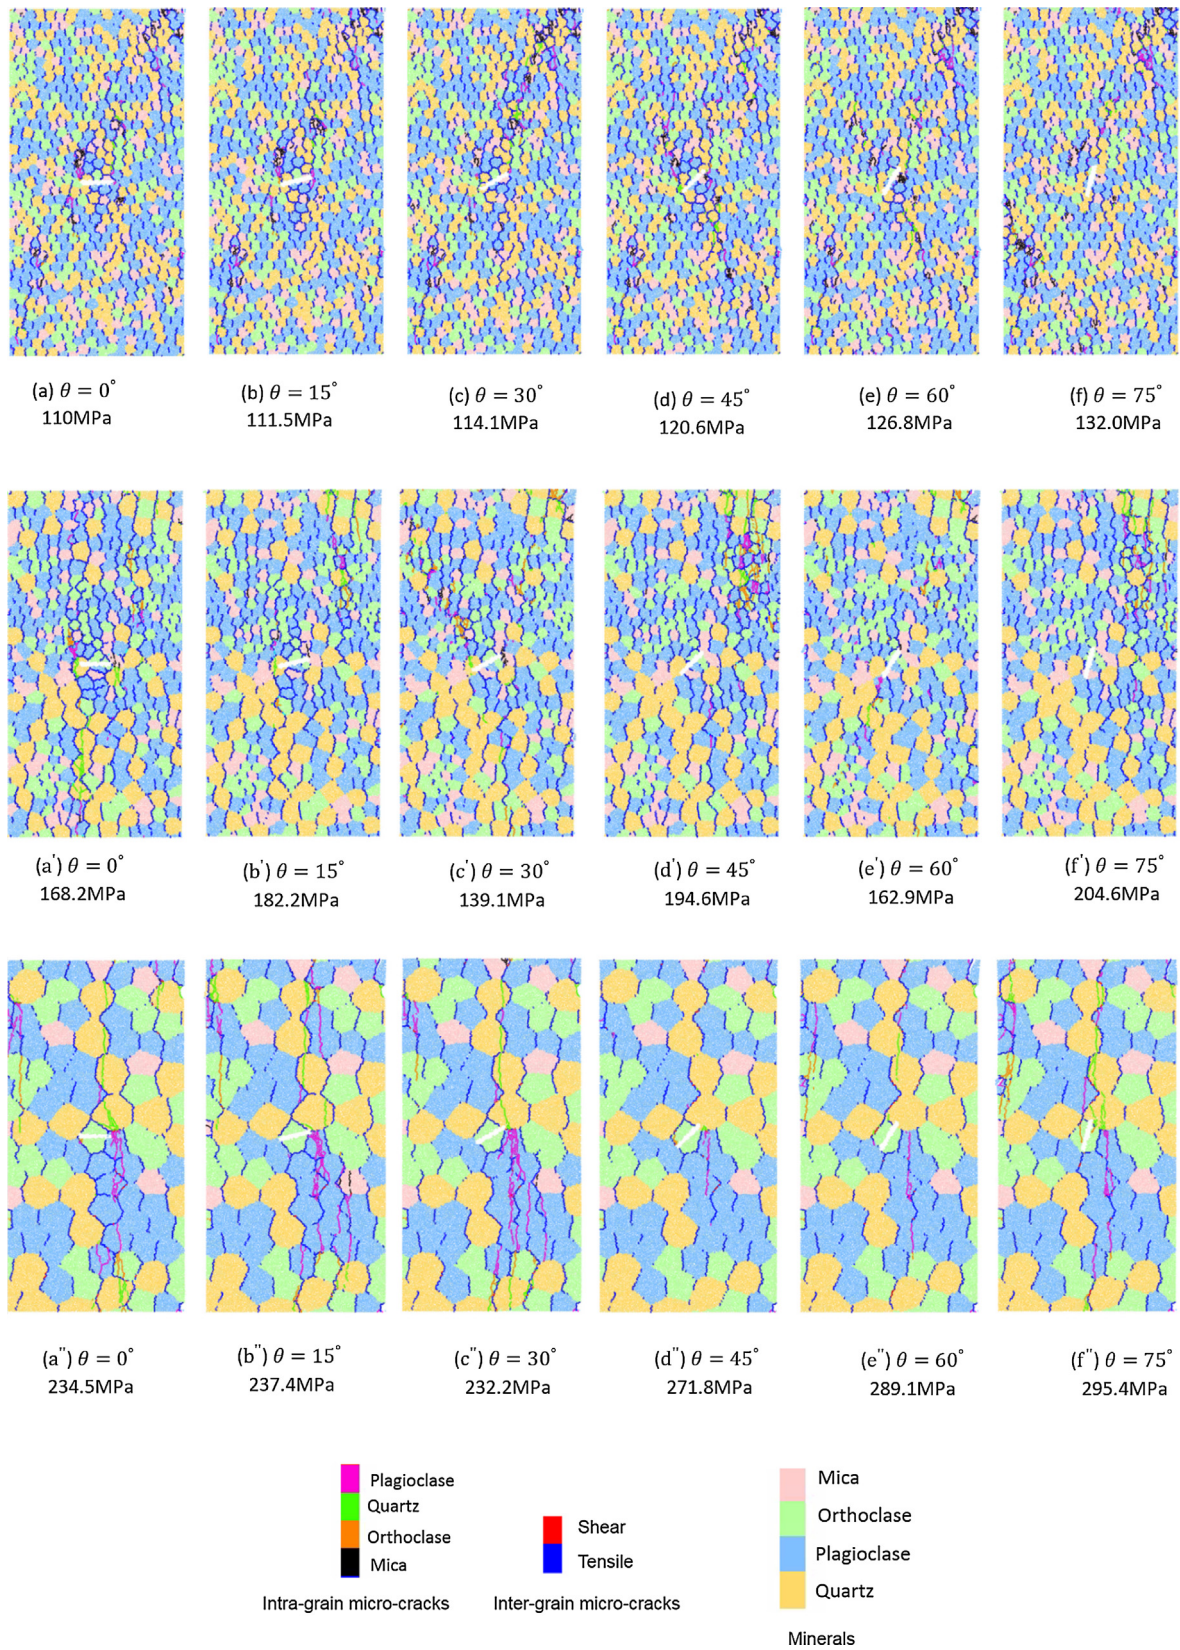 (a) θ = 0°
110MPa
(b) θ = 15°
111.5MPa
(c) θ = 30°
114.1MPa
(d) θ = 45°
120.6MPa
(e) θ = 60°
126.8MPa
(f) θ = 75°
132.0MPa
(a') θ = 0°
168.2MPa
(b') θ = 15°
182.2MPa
(c') θ = 30°
139.1MPa
(d') θ = 45°
194.6MPa
(e') θ = 60°
162.9MPa
(f') θ = 75°
204.6MPa
(a") θ = 0°
234.5MPa
(b") θ = 15°
237.4MPa
(c") θ = 30°
232.2MPa
(d") θ = 45°
271.8MPa
(e") θ = 60°
289.1MPa
(f") θ = 75°
295.4MPa
Plagioclase
Quartz
Orthoclase
Mica
Intra-grain micro-cracks
Shear
Tensile
Inter-grain micro-cracks
Mica
Orthoclase
Plagioclase
Quartz
Minerals